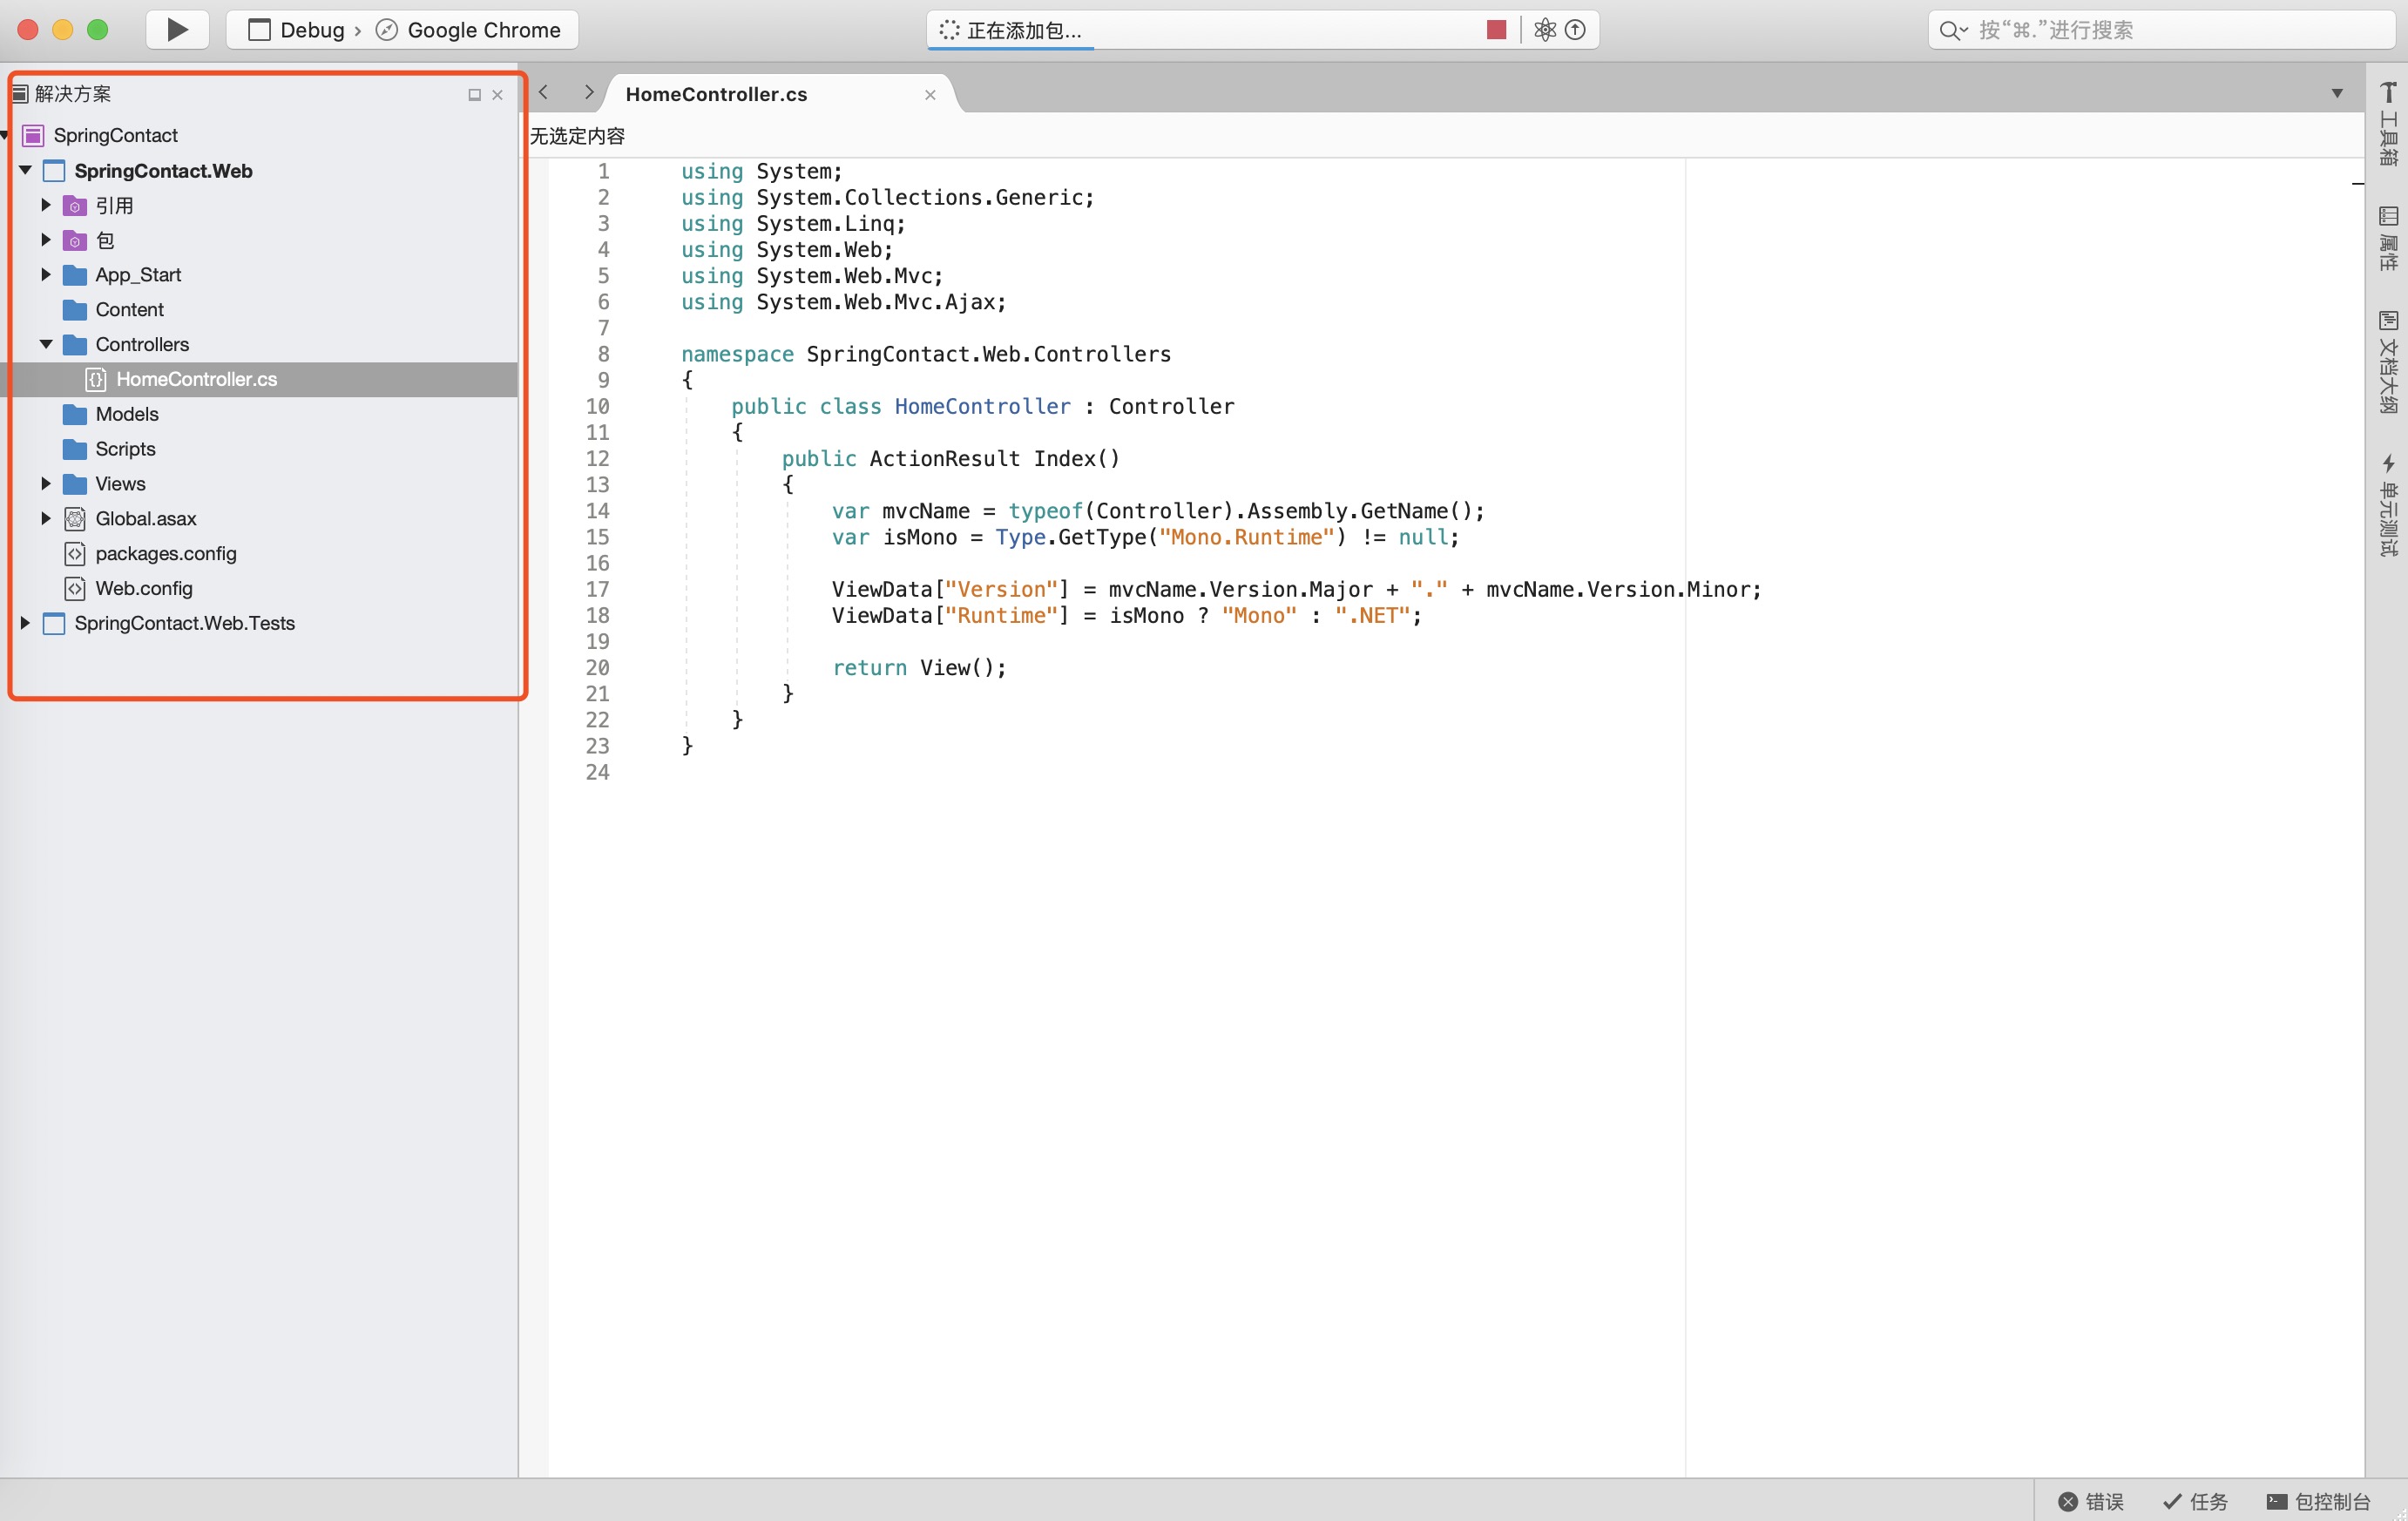 Debug › Google Chrome
正在添加包...
按“⌘.”进行搜索
解决方案
SpringContact
SpringContact.Web
引用
包
App_Start
Content
Controllers
HomeController.cs
Models
Scripts
Views
Global.asax
packages.config
Web.config
SpringContact.Web.Tests
HomeController.cs
无选定内容
1 using System;
2 using System.Collections.Generic;
3 using System.Linq;
4 using System.Web;
5 using System.Web.Mvc;
6 using System.Web.Mvc.Ajax;
7
8 namespace SpringContact.Web.Controllers
9 {
10 public class HomeController : Controller
11 {
12 public ActionResult Index()
13 {
14 var mvcName = typeof(Controller).Assembly.GetName();
15 var isMono = Type.GetType("Mono.Runtime") != null;
16
17 ViewData["Version"] = mvcName.Version.Major + "." + mvcName.Version.Minor;
18 ViewData["Runtime"] = isMono ? "Mono" : ".NET";
19
20 return View();
21 }
22 }
23 }
24
工具箱
属性
文档大纲
单元测试
错误
任务
包控制台